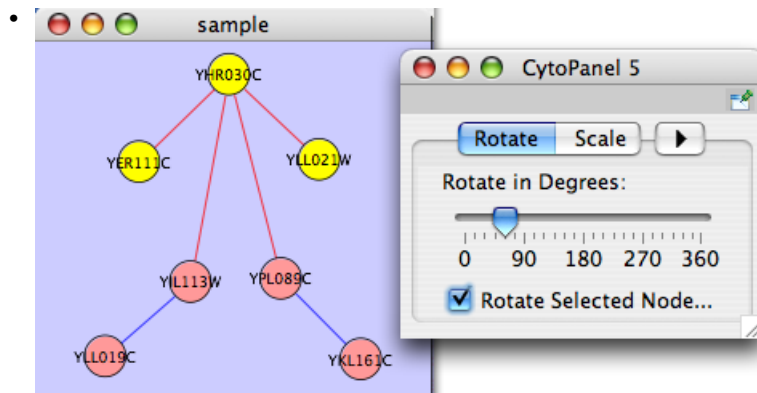 sample
YHR030C
YER111C
YLL021W
YIL113W
YPL089C
YLL019C
YKL161C
CytoPanel 5
Rotate Scale
Rotate in Degrees:
0 90 180 270 360
Rotate Selected Node...